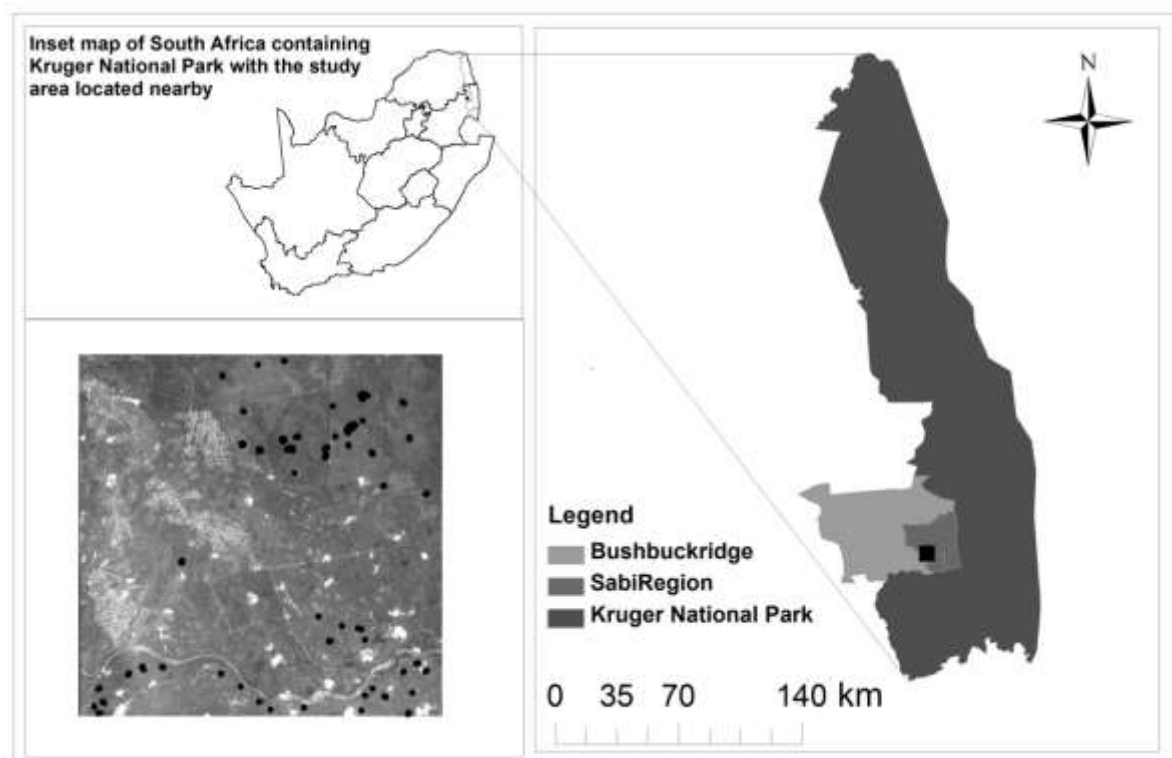 Inset map of South Africa containing
Kruger National Park with the study
area located nearby
N
Legend
Bushbuckridge
SabiRegion
Kruger National Park
0 35 70 140 km